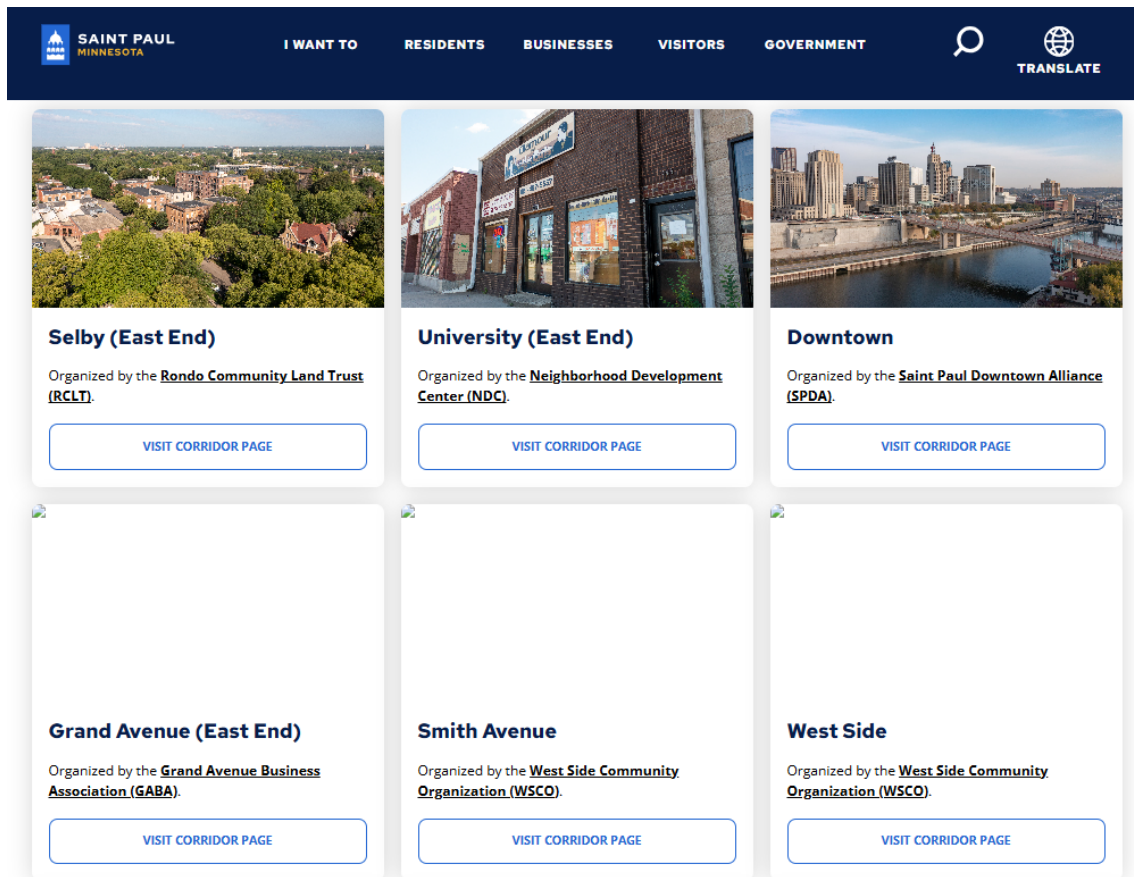 SAINT PAUL
MINNESOTA
I WANT TO
RESIDENTS
BUSINESSES
VISITORS
GOVERNMENT
TRANSLATE
Glamour
Selby (East End)
Organized by the Rondo Community Land Trust
(RCLT).
VISIT CORRIDOR PAGE
University (East End)
Organized by the Neighborhood Development
Center (NDC).
VISIT CORRIDOR PAGE
Downtown
Organized by the Saint Paul Downtown Alliance
(SPDA).
VISIT CORRIDOR PAGE
Grand Avenue (East End)
Organized by the Grand Avenue Business
Association (GABA).
VISIT CORRIDOR PAGE
Smith Avenue
Organized by the West Side Community
Organization (WSCO).
VISIT CORRIDOR PAGE
West Side
Organized by the West Side Community
Organization (WSCO).
VISIT CORRIDOR PAGE